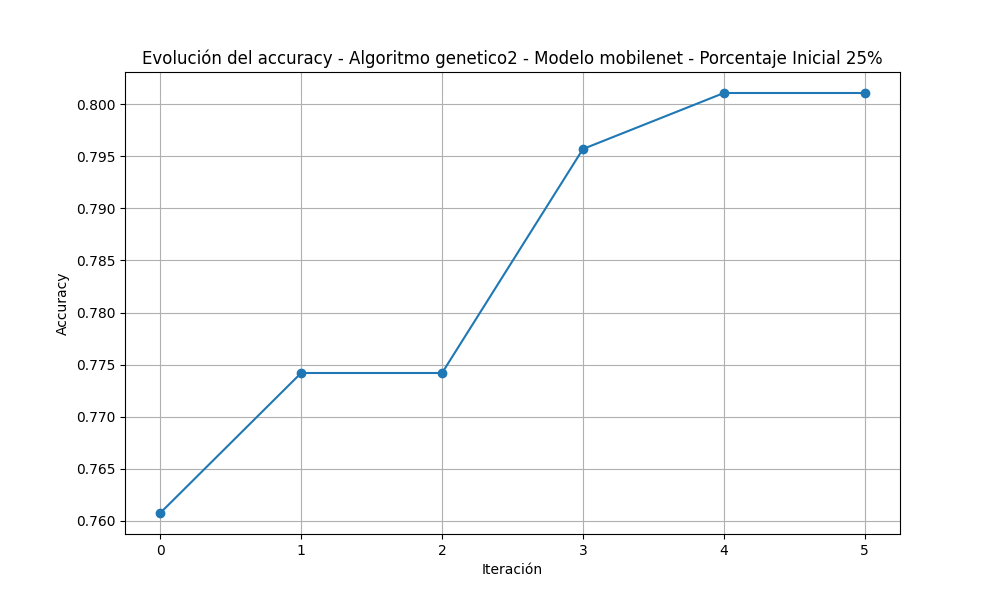 Evolución del accuracy - Algoritmo genetico2 - Modelo mobilenet - Porcentaje Inicial 25%
0.800
0.795
0.790
0.785
0.780
0.775
0.770
0.765
0.760
Accuracy
0 1 2 3 4 5
Iteración